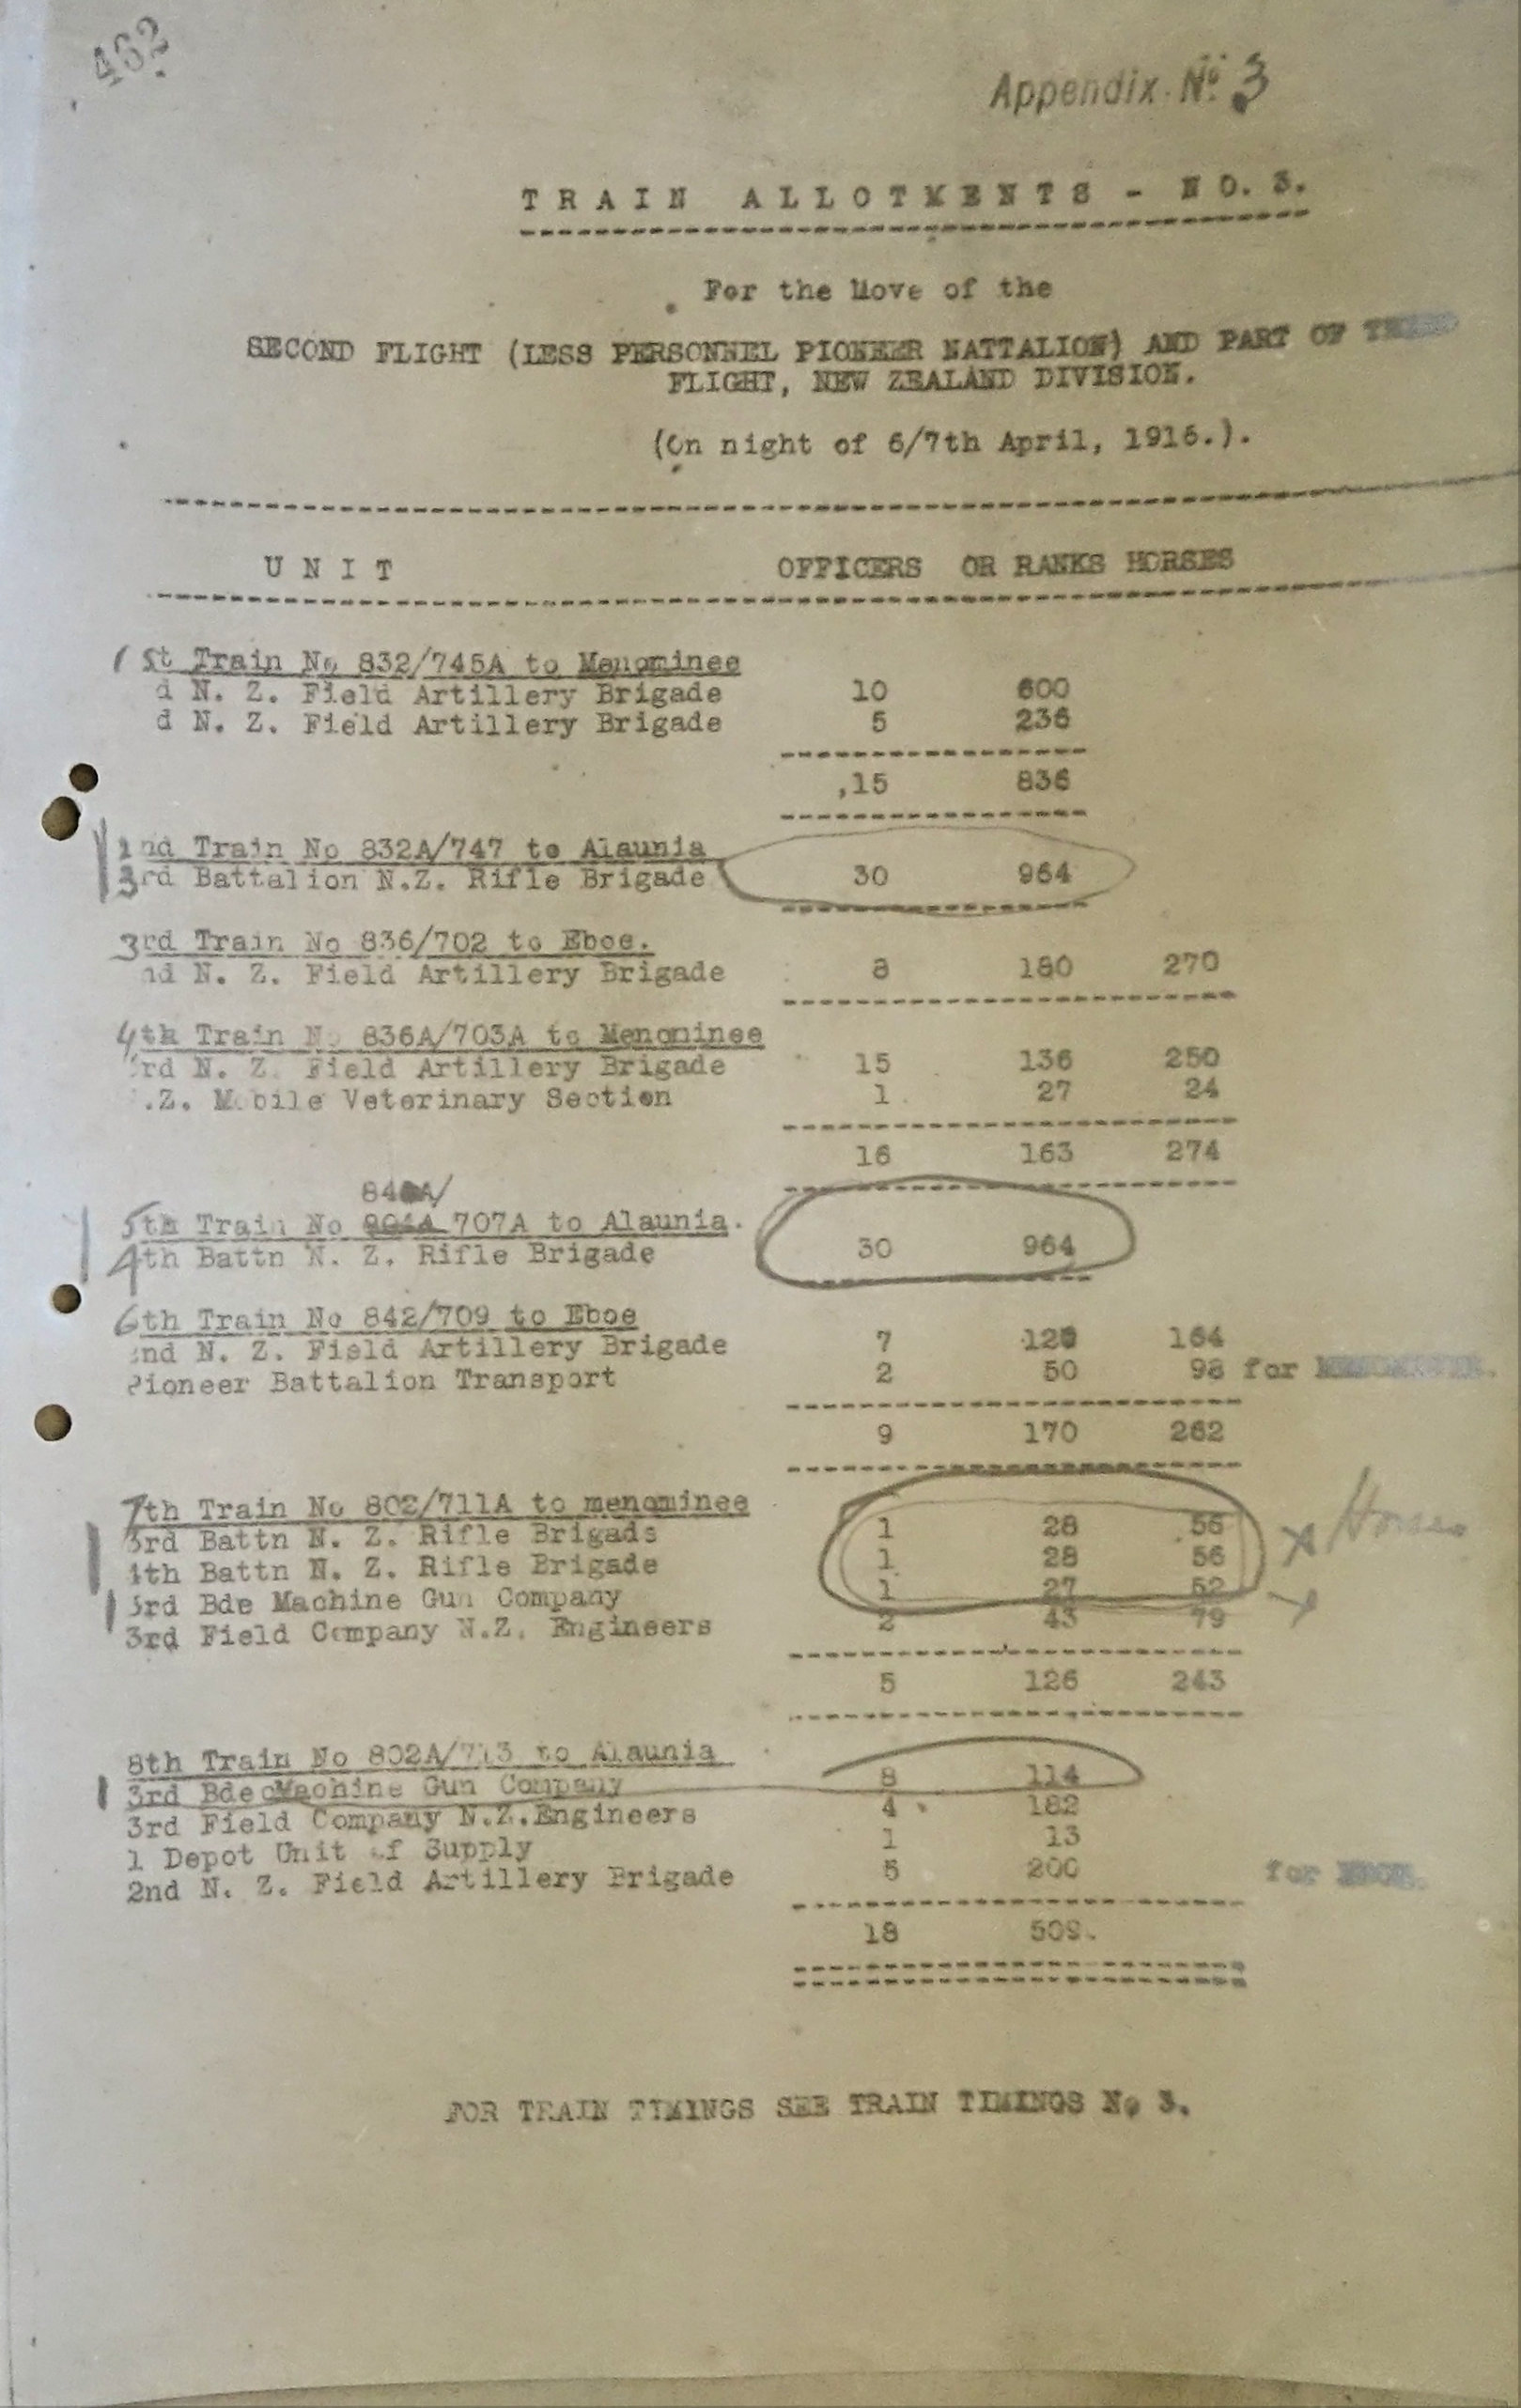 462
Appendix No. 3
TRAIN ALLOTMENTS - NO. 3.
For the Move of the
SECOND FLIGHT (LESS PERSONNEL PIONEER NATTALION) AND PART OF
FLIGHT, NEW ZEALAND DIVISION.
(On night of 6/7th April, 1916.).
UNIT OFFICERS OR RANKS HORSES
1st Train No 832/745A to Menominee
d N. Z. Field Artillery Brigade 10 600
d N. Z. Field Artillery Brigade 5 236
15 836
2nd Train No 832A/747 to Alaunia
3rd Battalion N.Z. Rifle Brigade 30 964
3rd Train No 836/702 to Eboe.
nd N. Z. Field Artillery Brigade 8 180 270
4th Train No 836A/703A to Menominee
rd N. Z. Field Artillery Brigade 15 136 250
.Z. Mobile Veterinary Section 1 27 24
16 163 274
5th Train No 707A to Alaunia.
4th Battn N. Z. Rifle Brigade 30 964
6th Train No 842/709 to Eboe
nd N. Z. Field Artillery Brigade 7 120 164
Pioneer Battalion Transport 2 50 98 for
9 170 262
7th Train No 802/711A to menominee
3rd Battn N. Z. Rifle Brigads 1 28 56 x Horses
4th Battn N. Z. Rifle Brigade 1 28 56
3rd Bde Machine Gun Company 1 27 52 x
3rd Field Company N.Z. Engineers 2 43 79
5 126 243
8th Train No 802A/713 to Alaunia
3rd Bde Machine Gun Company 8 114
3rd Field Company N.Z.Engineers 4 182
1 Depot Unit of Supply 1 13
2nd N. Z. Field Artillery Brigade 5 200 for
18 509.
FOR TRAIN TIMINGS SEE TRAIN TIMINGS No 3.